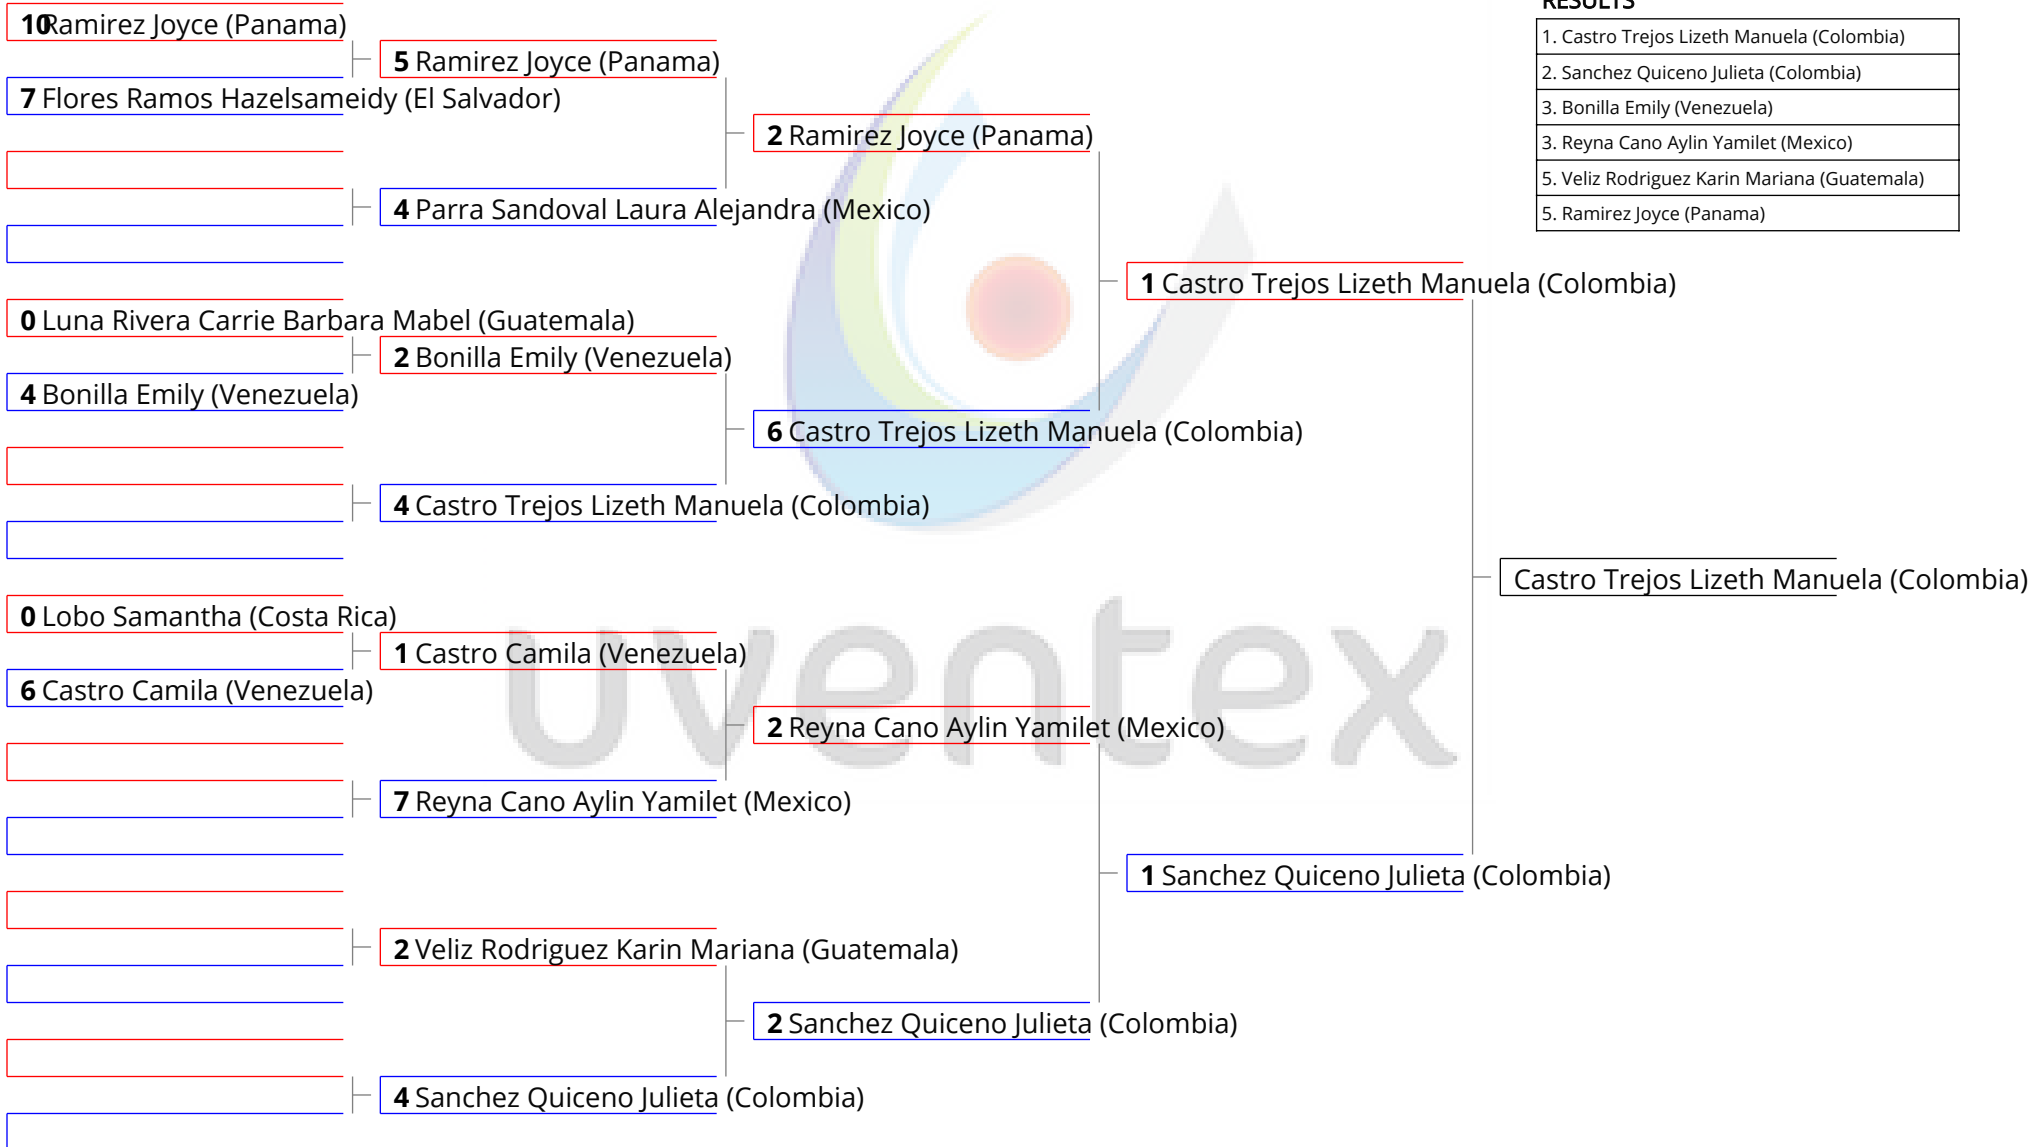 RESULTS
1. Castro Trejos Lizeth Manuela (Colombia)
2. Sanchez Quiceno Julieta (Colombia)
3. Bonilla Emily (Venezuela)
3. Reyna Cano Aylin Yamilet (Mexico)
5. Veliz Rodriguez Karin Mariana (Guatemala)
5. Ramirez Joyce (Panama)
10 Ramirez Joyce (Panama)
5 Ramirez Joyce (Panama)
7 Flores Ramos Hazelsameidy (El Salvador)
2 Ramirez Joyce (Panama)
4 Parra Sandoval Laura Alejandra (Mexico)
1 Castro Trejos Lizeth Manuela (Colombia)
0 Luna Rivera Carrie Barbara Mabel (Guatemala)
2 Bonilla Emily (Venezuela)
4 Bonilla Emily (Venezuela)
6 Castro Trejos Lizeth Manuela (Colombia)
4 Castro Trejos Lizeth Manuela (Colombia)
Castro Trejos Lizeth Manuela (Colombia)
0 Lobo Samantha (Costa Rica)
1 Castro Camila (Venezuela)
6 Castro Camila (Venezuela)
uventex
2 Reyna Cano Aylin Yamilet (Mexico)
7 Reyna Cano Aylin Yamilet (Mexico)
1 Sanchez Quiceno Julieta (Colombia)
2 Veliz Rodriguez Karin Mariana (Guatemala)
2 Sanchez Quiceno Julieta (Colombia)
4 Sanchez Quiceno Julieta (Colombia)